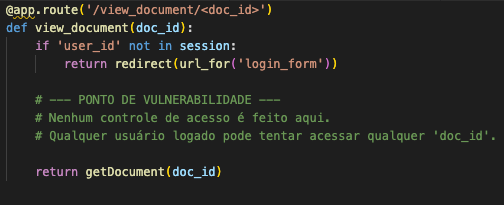 @app.route('/view_document/<doc_id>')
def view_document(doc_id):
    if 'user_id' not in session:
        return redirect(url_for('login_form'))
    # --- PONTO DE VULNERABILIDADE ---
    # Nenhum controle de acesso é feito aqui.
    # Qualquer usuário logado pode tentar acessar qualquer 'doc_id'.
    return getDocument(doc_id)